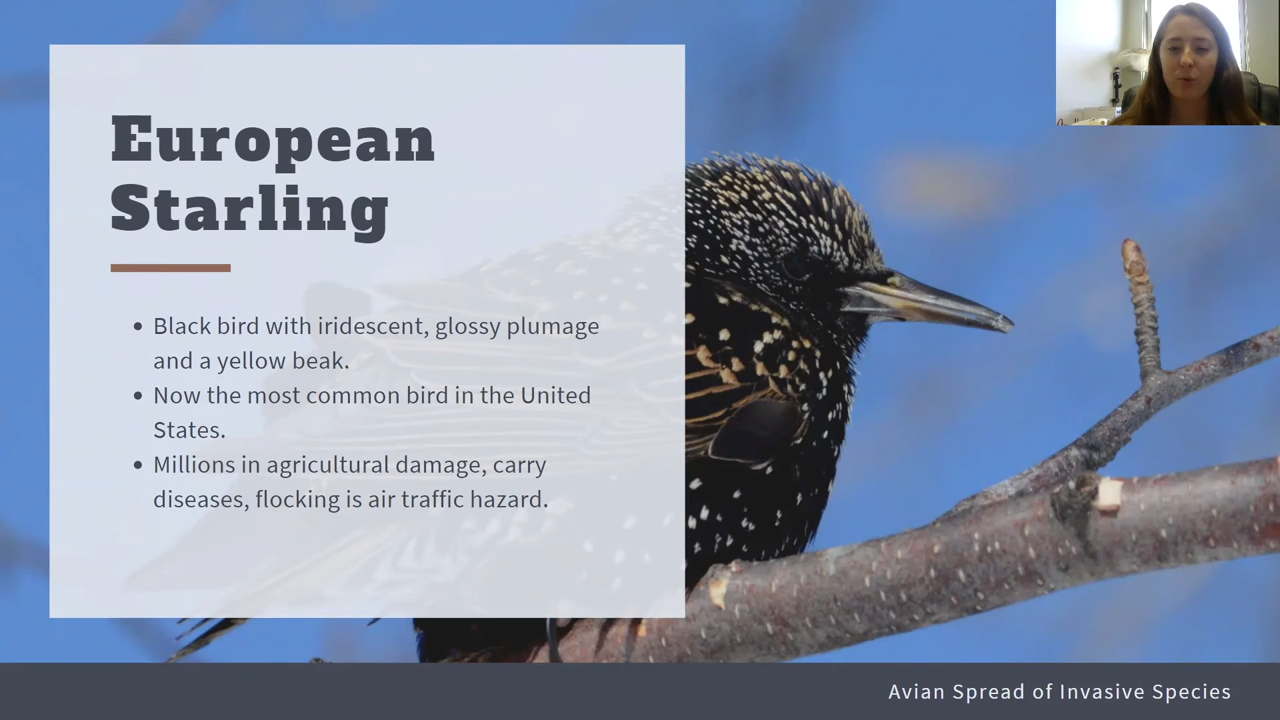 European
Starling
• Black bird with iridescent, glossy plumage
and a yellow beak.
• Now the most common bird in the United
States.
• Millions in agricultural damage, carry
diseases, flocking is air traffic hazard.
Avian Spread of Invasive Species